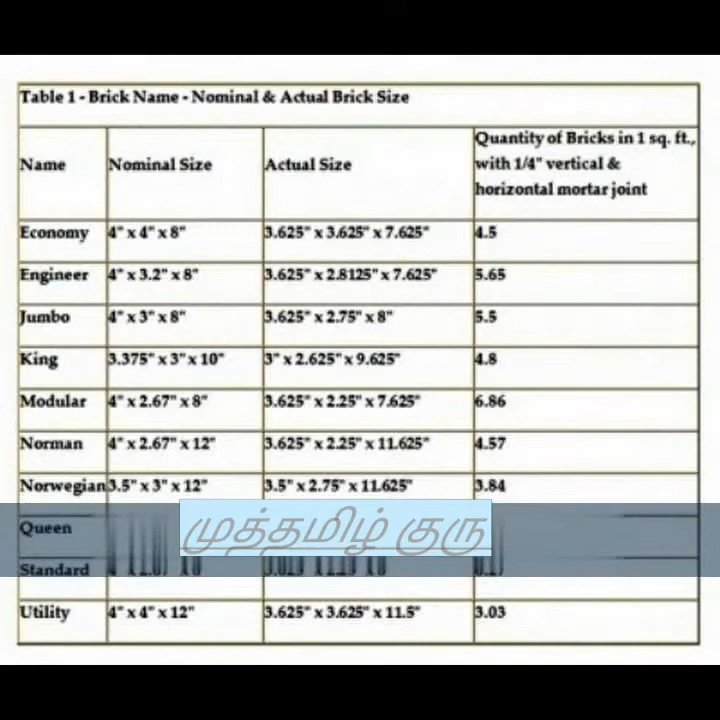 Table 1 - Brick Name - Nominal & Actual Brick Size
Name Nominal Size Actual Size Quantity of Bricks in 1 sq. ft., with 1/4" vertical & horizontal mortar joint
Economy 4" x 4" x 8" 3.625" x 3.625" x 7.625" 4.5
Engineer 4" x 3.2" x 8" 3.625" x 2.8125" x 7.625" 5.65
Jumbo 4" x 3" x 8" 3.625" x 2.75" x 8" 5.5
King 3.375" x 3" x 10" 3" x 2.625" x 9.625" 4.8
Modular 4" x 2.67" x 8" 3.625" x 2.25" x 7.625" 6.86
Norman 4" x 2.67" x 12" 3.625" x 2.25" x 11.625" 4.57
Norwegian 3.5" x 3" x 12" 3.5" x 2.75" x 11.625" 3.84
Queen
முத்தமிழ் குரு
Standard
Utility 4" x 4" x 12" 3.625" x 3.625" x 11.5" 3.03